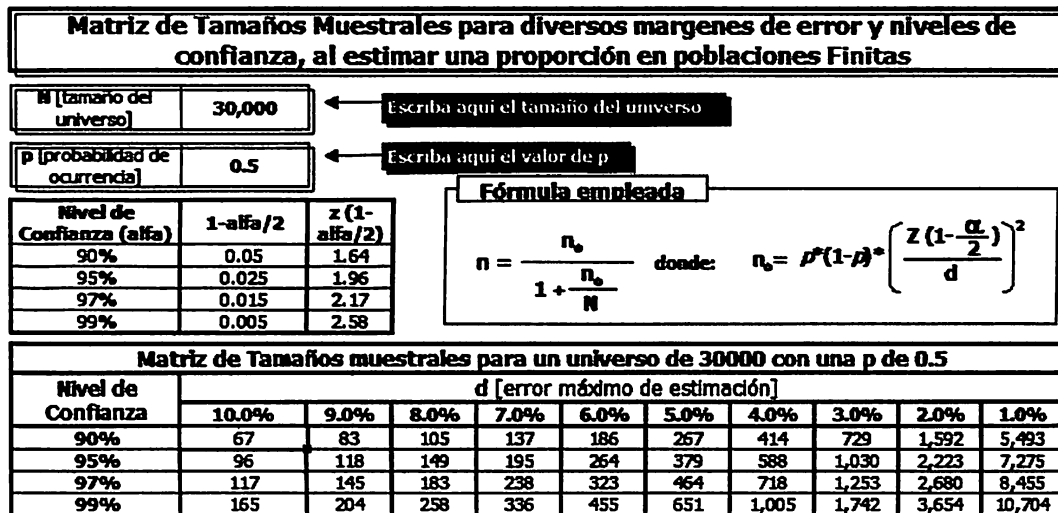 Matriz de Tamaños Muestrales para diversos margenes de error y niveles de
confianza, al estimar una proporción en poblaciones Finitas
N [tamaño del
universo] 30,000 Escriba aquí el tamaño del universo
p [probabilidad de
ocurrencia] 0.5 Escriba aquí el valor de p
Fórmula empleada
Nivel de
Confianza (alfa) 1-alfa/2 z (1-
alfa/2)
90% 0.05 1.64
95% 0.025 1.96
97% 0.015 2.17
99% 0.005 2.58
n = n₀ / (1 + n₀/N) donde: n₀ = p*(1-p)* (Z (1-α/2) / d)²
Matriz de Tamaños muestrales para un universo de 30000 con una p de 0.5
Nivel de
Confianza d [error máximo de estimación]
10.0% 9.0% 8.0% 7.0% 6.0% 5.0% 4.0% 3.0% 2.0% 1.0%
90% 67 83 105 137 186 267 414 729 1,592 5,493
95% 96 118 149 195 264 379 588 1,030 2,223 7,275
97% 117 145 183 238 323 464 718 1,253 2,680 8,455
99% 165 204 258 336 455 651 1,005 1,742 3,654 10,704